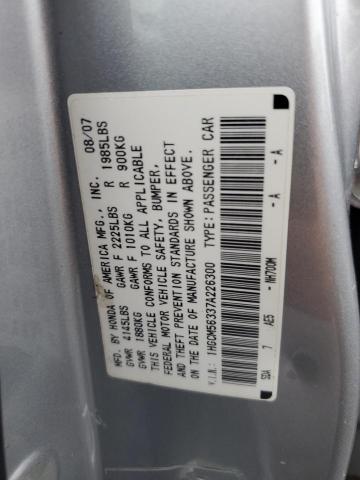 MFD. BY HONDA OF AMERICA MFG., INC. 08/07
GVWR 4145LBS GAWR F 2225LBS R 1985LBS
GVWR 1880KG GAWR F 1010KG R 900KG
THIS VEHICLE CONFORMS TO ALL APPLICABLE
FEDERAL MOTOR VEHICLE SAFETY, BUMPER,
AND THEFT PREVENTION STANDARDS IN EFFECT
ON THE DATE OF MANUFACTURE SHOWN ABOVE.
V.I.N.: 1HGCM56337A226300 TYPE:PASSENGER CAR
SDA 7 AES - NH700M - A - A